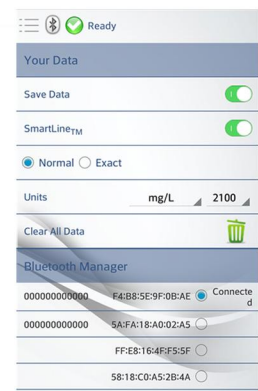 Ready
Your Data
Save Data
SmartLineTM
Normal Exact
Units mg/L 2100
Clear All Data
Bluetooth Manager
000000000000 F4:B8:5E:9F:0B:AE Connecte
d
000000000000 5A:FA:18:A0:02:A5
FF:E8:16:4F:F5:5F
58:18:C0:A5:2B:4A